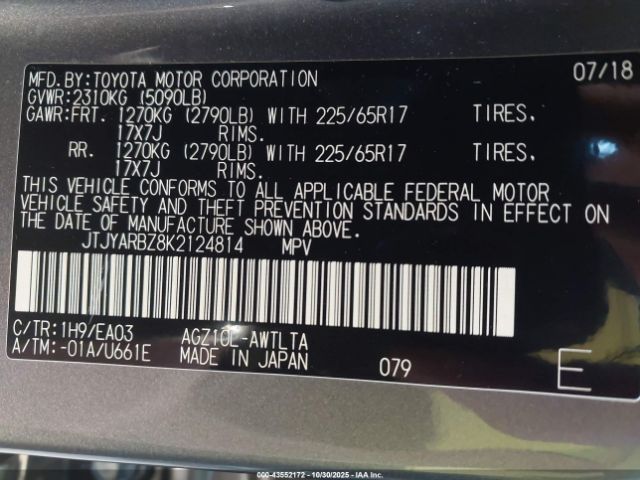 MFD. BY: TOYOTA MOTOR CORPORATION 07/18
GVWR: 2310KG (5090LB)
GAWR: FRT. 1270KG (2790LB) WITH 225/65R17 TIRES,
17X7J RIMS.
RR. 1270KG (2790LB) WITH 225/65R17 TIRES,
17X7J RIMS.
THIS VEHICLE CONFORMS TO ALL APPLICABLE FEDERAL MOTOR
VEHICLE SAFETY AND THEFT PREVENTION STANDARDS IN EFFECT ON
THE DATE OF MANUFACTURE SHOWN ABOVE.
JTJYARBZ8K2124814 MPV
C/TR: 1H9/EA03 AGZ10L-AWTLTA
A/TM: -01A/U661E MADE IN JAPAN 079 E
000-43552172 - 10/30/2025 - COPYRIGHT IAA, Inc.